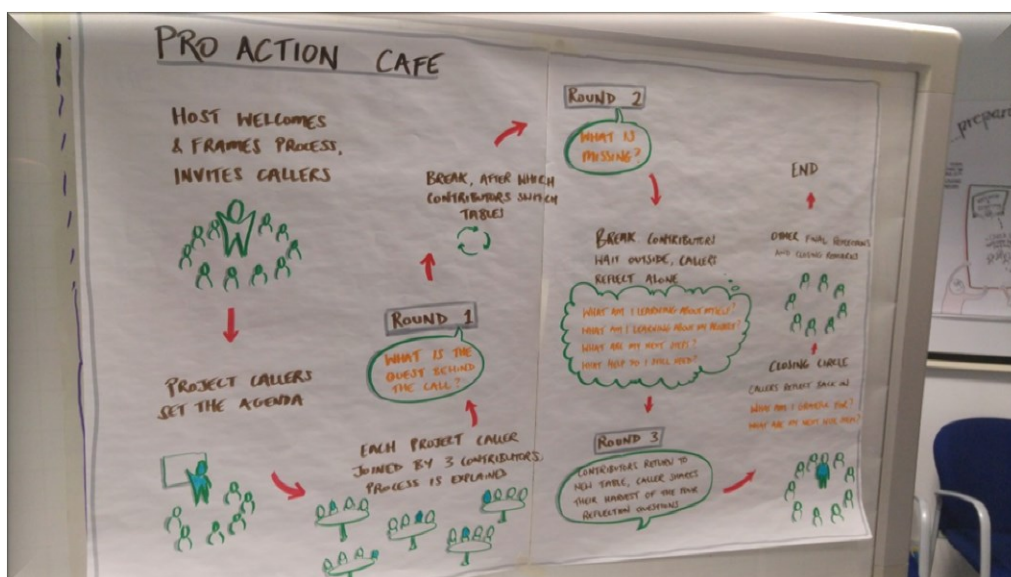 PRO ACTION CAFE
HOST WELCOMES
& FRAMES PROCESS,
INVITES CALLERS
PROJECT CALLERS
SET THE AGENDA
EACH PROJECT CALLER
JOINED BY 3 CONTRIBUTORS,
PROCESS IS EXPLAINED
ROUND 1
WHAT IS THE
QUEST BEHIND
THE CALL?
BREAK, AFTER WHICH
CONTRIBUTORS SWITCH
TABLES
ROUND 2
WHAT IS
MISSING?
BREAK CONTRIBUTORS
WAIT OUTSIDE, CALLERS
REFLECT ALONE
WHAT AM I LEARNING ABOUT MYSELF?
WHAT AM I LEARNING ABOUT MY PROJECT?
WHAT ARE MY NEXT STEPS?
WHAT HELP DO I STILL NEED?
ROUND 3
CONTRIBUTORS RETURN TO
NEW TABLE, CALLER SHARES
THEIR HARVEST OF THE FOUR
REFLECTION QUESTIONS
CLOSING CIRCLE
CALLERS REFLECT BACK ON
WHAT AM I GRATEFUL FOR?
WHAT ARE MY NEXT STEPS?
OTHER FINAL REFLECTIONS
AND CLOSING REMARKS
END